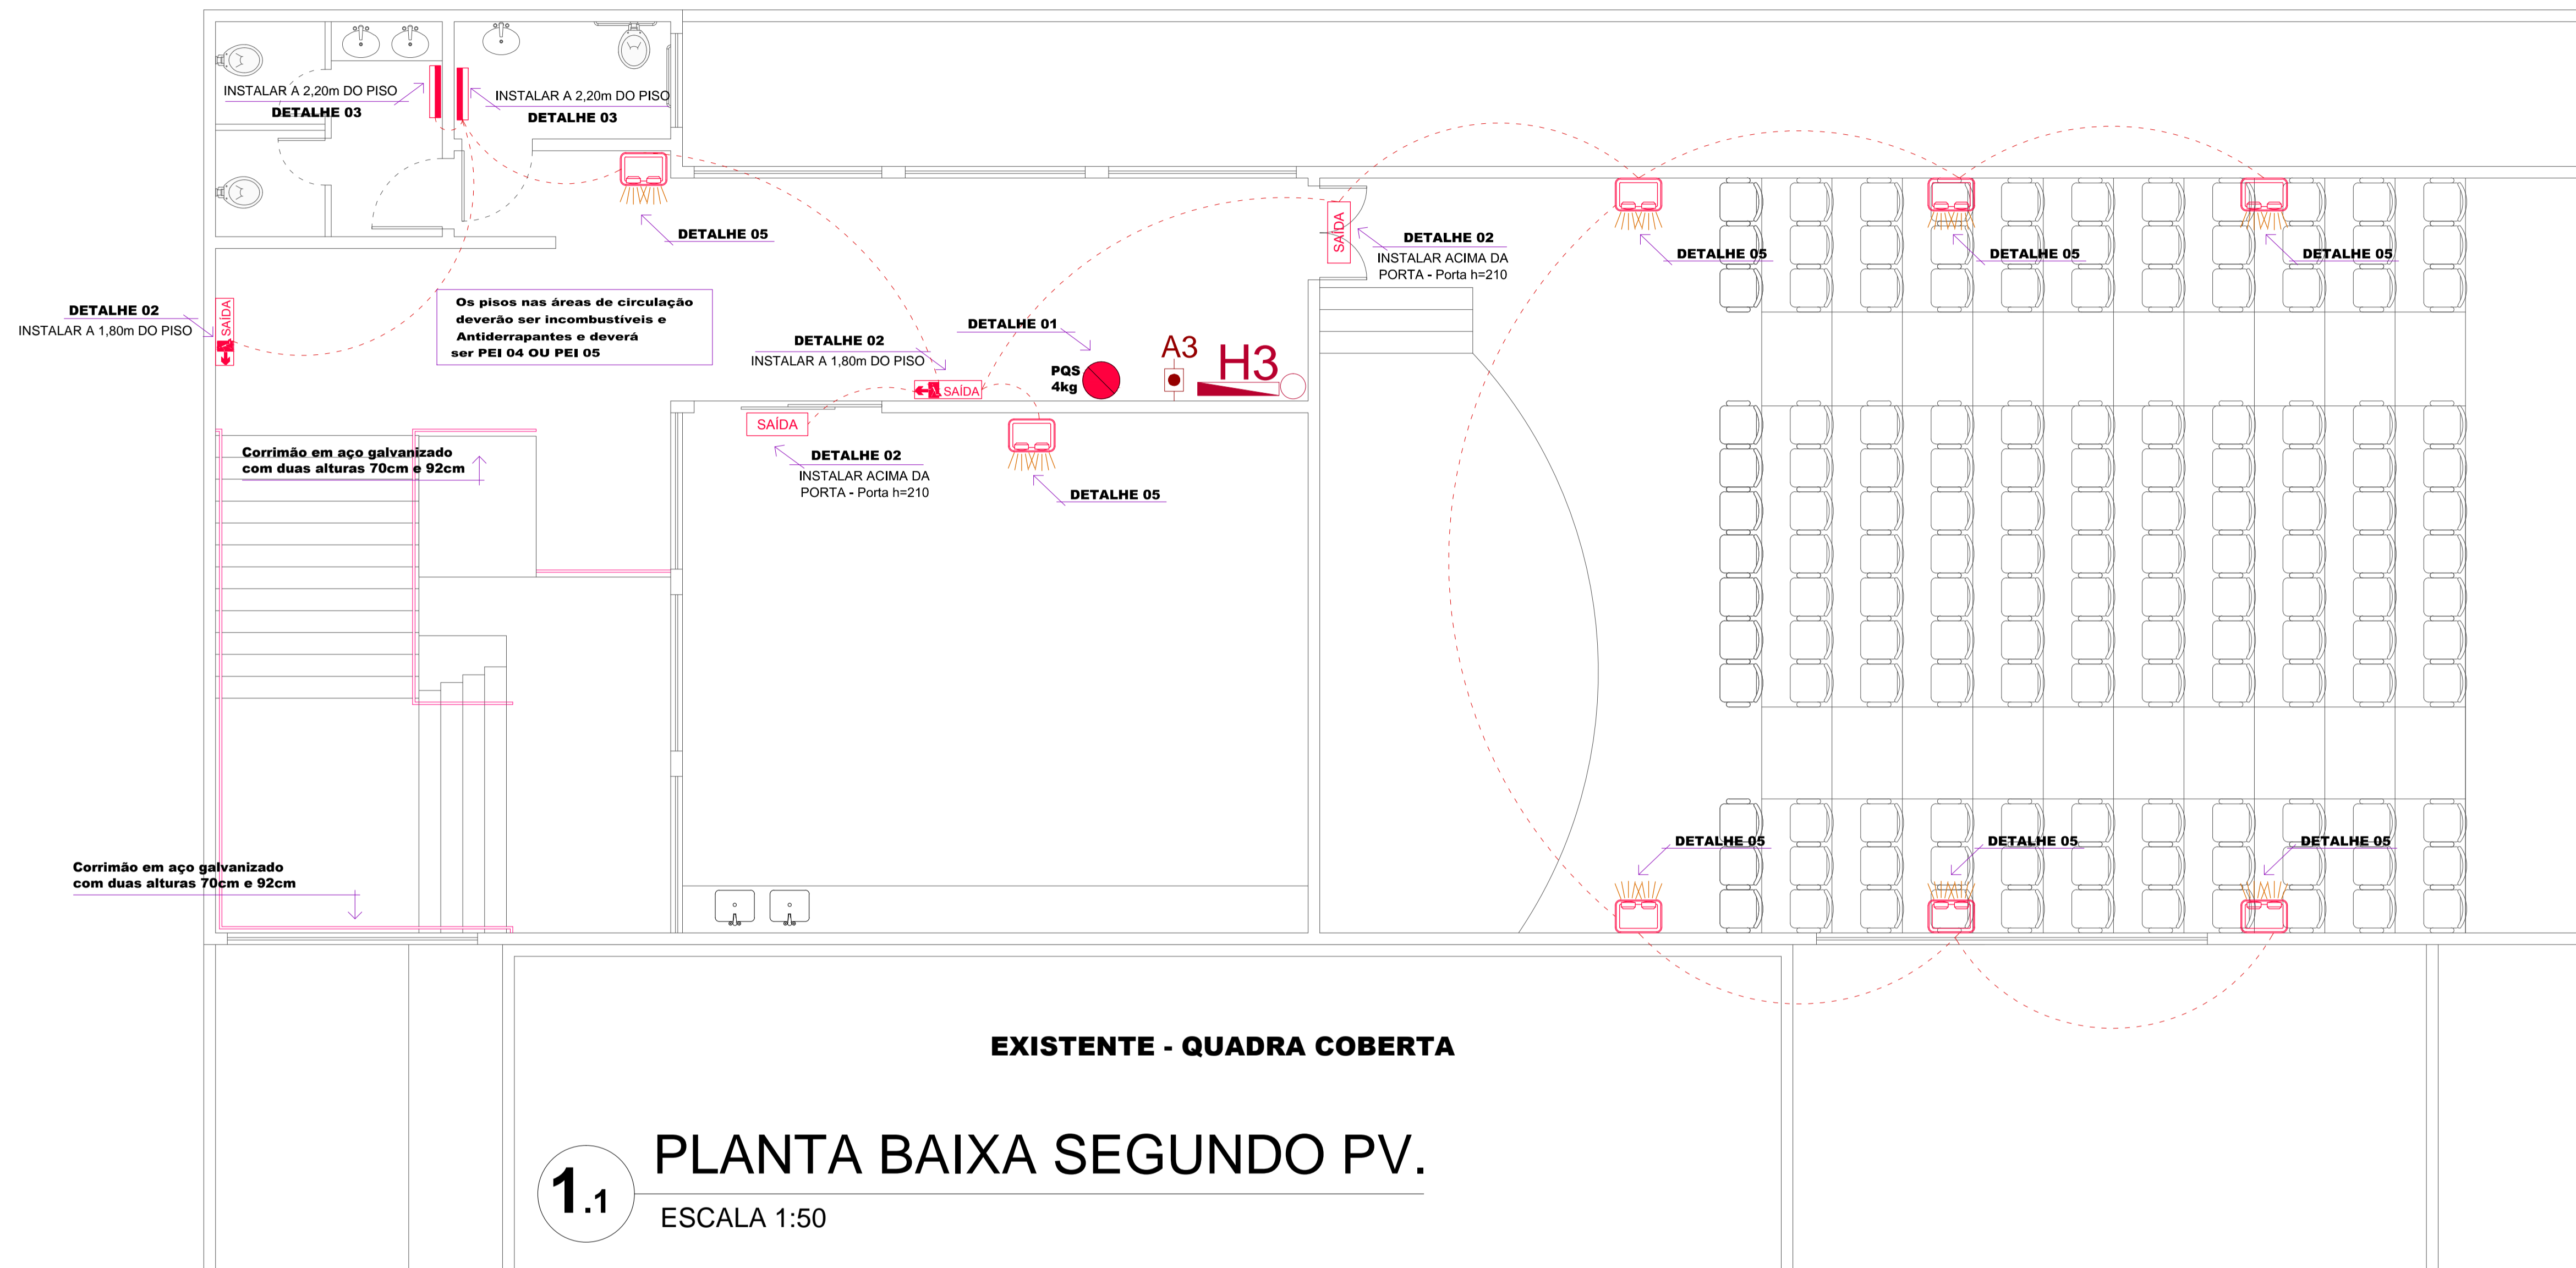 INSTALAR A 2,20m DO PISO
DETALHE 03
INSTALAR A 2,20m DO PISO
DETALHE 03
DETALHE 05
DETALHE 02
INSTALAR A 1,80m DO PISO
SAÍDA
Os pisos nas áreas de circulação
deverão ser incombustíveis e
Antiderrapantes e deverá
ser PEI 04 OU PEI 05
DETALHE 02
INSTALAR A 1,80m DO PISO
SAÍDA
DETALHE 01
PQS
4kg
A3
H3
SAÍDA
DETALHE 02
INSTALAR ACIMA DA
PORTA - Porta h=210
DETALHE 05
DETALHE 05
DETALHE 05
SAÍDA
DETALHE 02
INSTALAR ACIMA DA
PORTA - Porta h=210
DETALHE 05
Corrimão em aço galvanizado
com duas alturas 70cm e 92cm
Corrimão em aço galvanizado
com duas alturas 70cm e 92cm
DETALHE 05
DETALHE 05
DETALHE 05
EXISTENTE - QUADRA COBERTA
1.1
PLANTA BAIXA SEGUNDO PV.
ESCALA 1:50